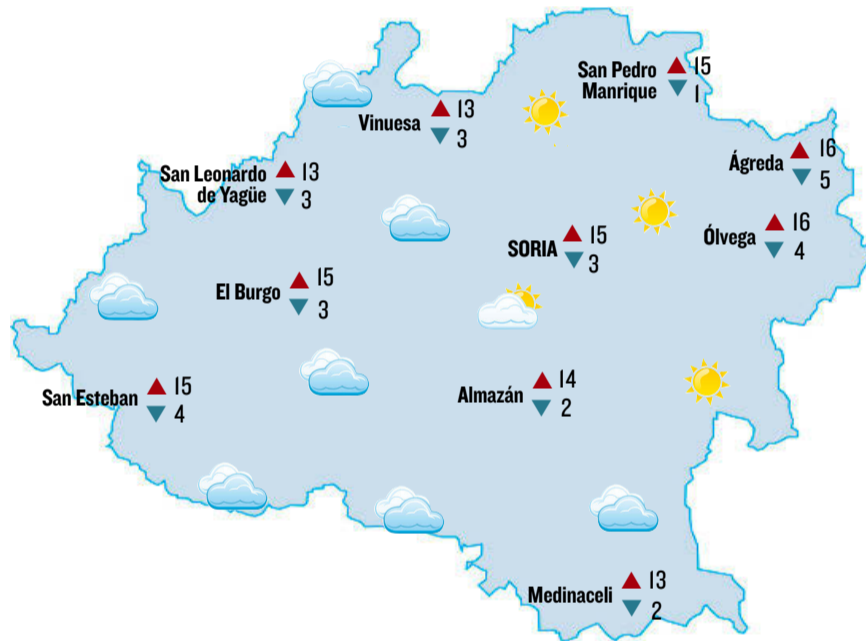 San Pedro
Manrique
15
1
Vinuesa
13
3
Ágreda
16
5
San Leonardo
de Yagüe
13
3
Ólvega
16
4
SORIA
15
3
El Burgo
15
3
San Esteban
15
4
Almazán
14
2
Medinaceli
13
2